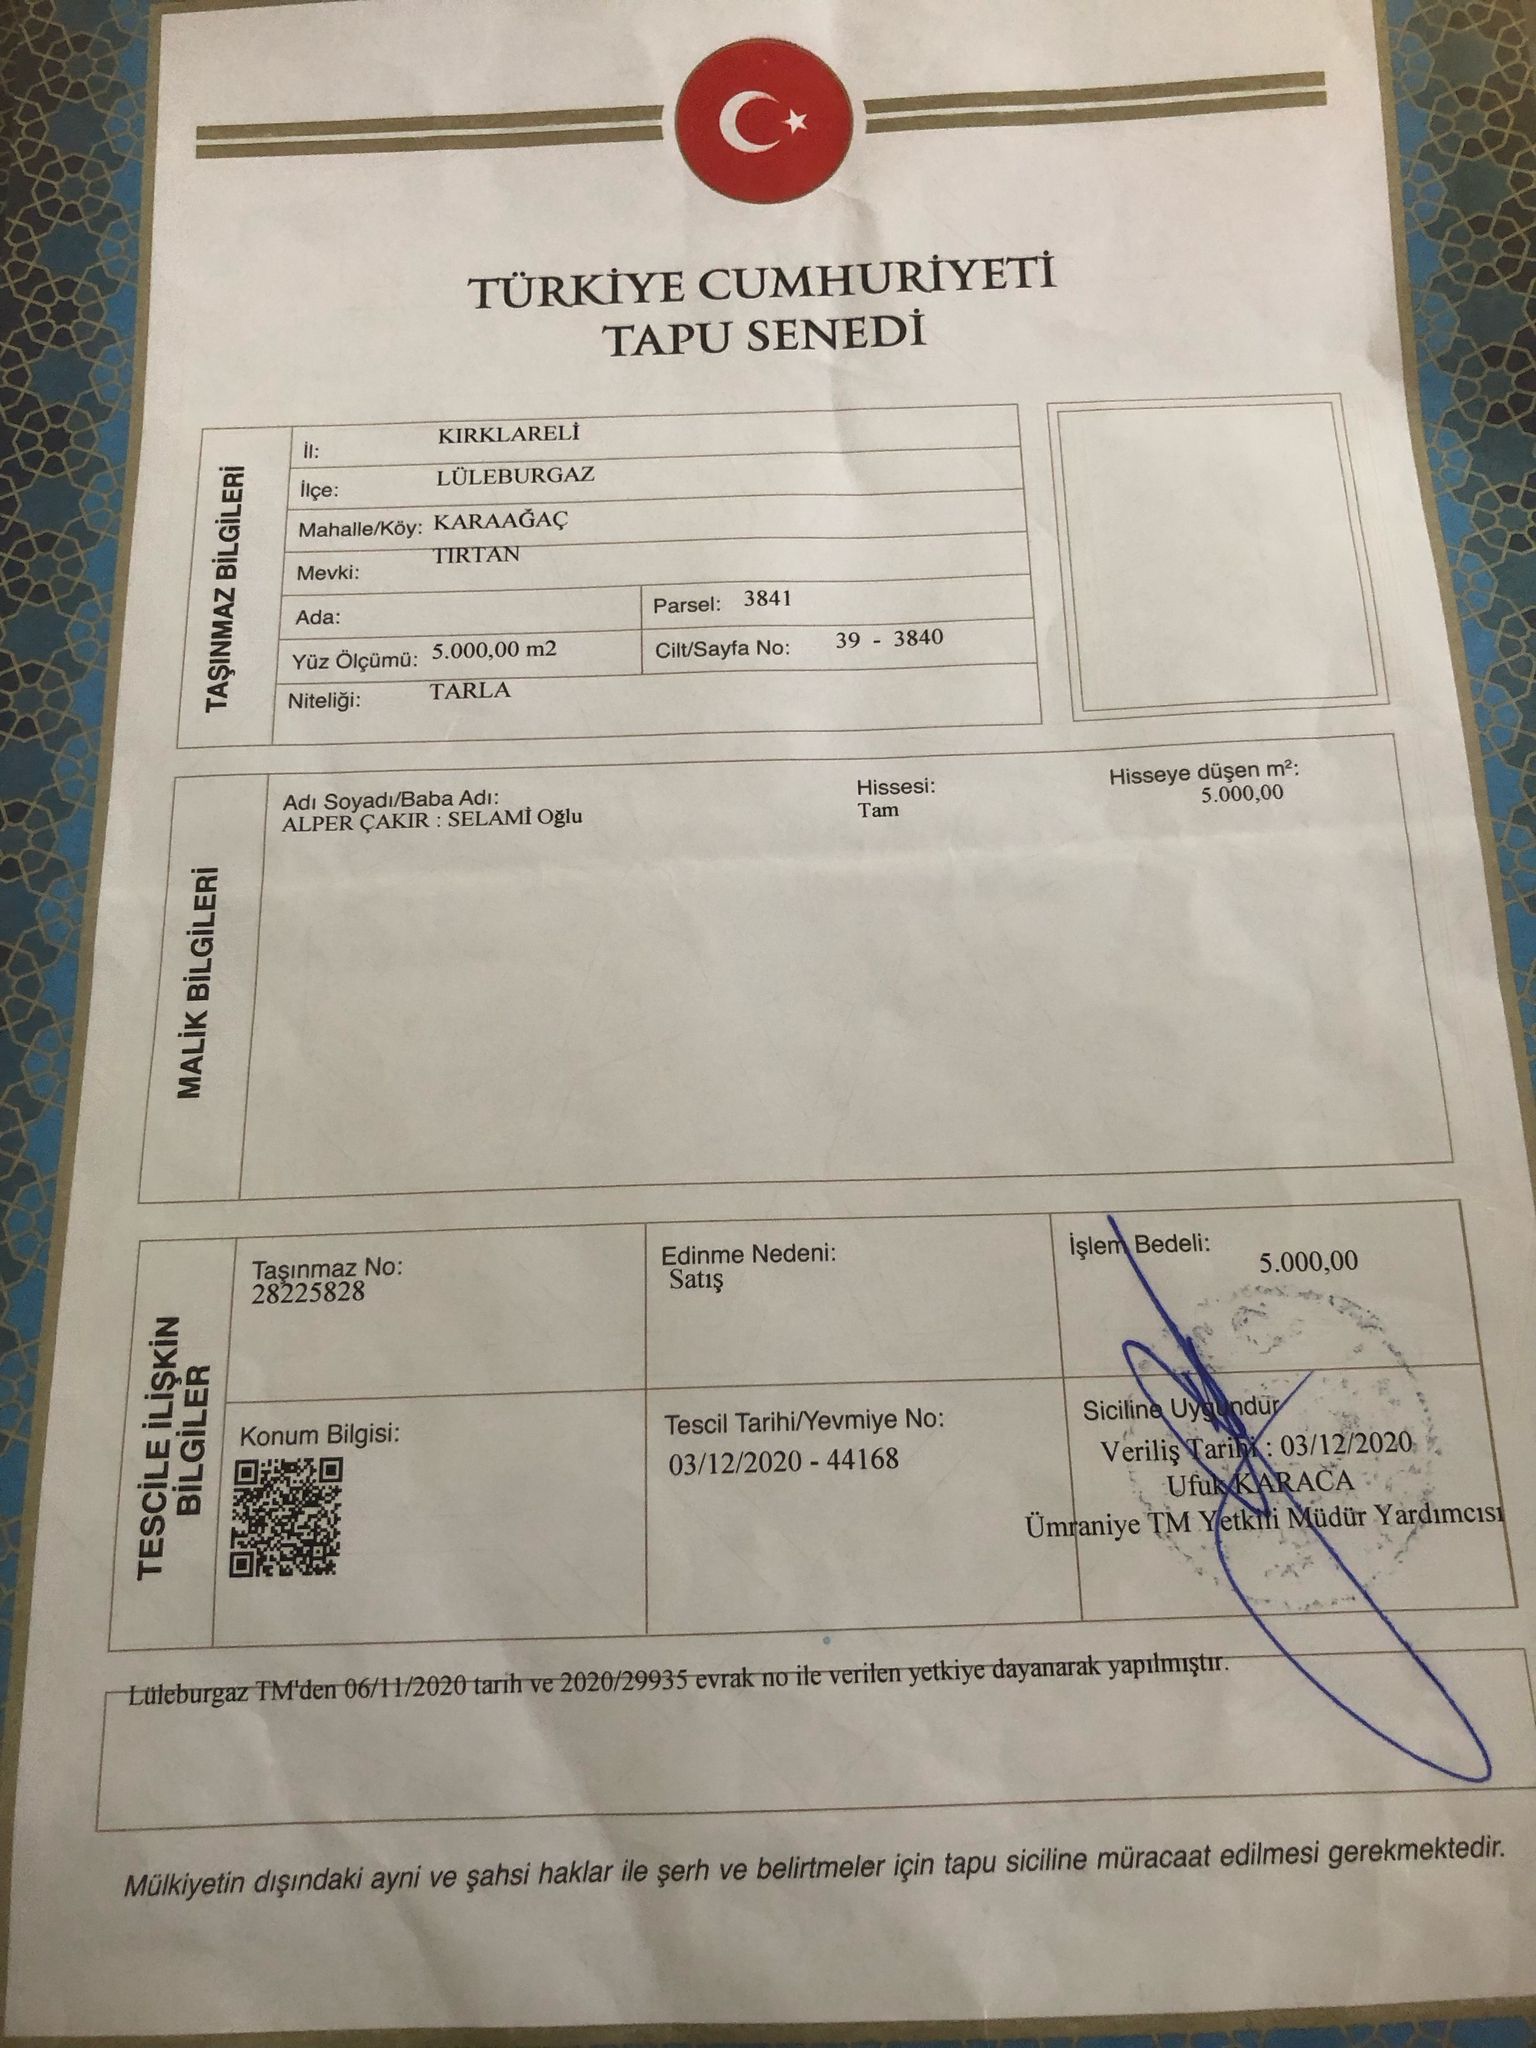 TÜRKİYE CUMHURİYETİ
TAPU SENEDİ
TAŞINMAZ BİLGİLERİ
İl: KIRKLARELİ
İlçe: LÜLEBURGAZ
Mahalle/Köy: KARAAĞAÇ
Mevki: TIRTAN
Ada: Parsel: 3841
Yüz Ölçümü: 5.000,00 m2 Cilt/Sayfa No: 39 - 3840
Niteliği: TARLA
MALİK BİLGİLERİ
Adı Soyadı/Baba Adı: Hissesi: Hisseye düşen m²:
ALPER ÇAKIR : SELAMİ Oğlu Tam 5.000,00
TESCİLE İLİŞKİN
BİLGİLER
Taşınmaz No: Edinme Nedeni: İşlem Bedeli:
28225828 Satış 5.000,00
Konum Bilgisi: Tescil Tarihi/Yevmiye No: Siciline Uygundur
03/12/2020 - 44168 Veriliş Tarihi : 03/12/2020
Ufuk KARACA
Ümraniye TM Yetkili Müdür Yardımcısı
Lüleburgaz TM'den 06/11/2020 tarih ve 2020/29935 evrak no ile verilen yetkiye dayanarak yapılmıştır.
Mülkiyetin dışındaki ayni ve şahsi haklar ile şerh ve belirtmeler için tapu siciline müracaat edilmesi gerekmektedir.